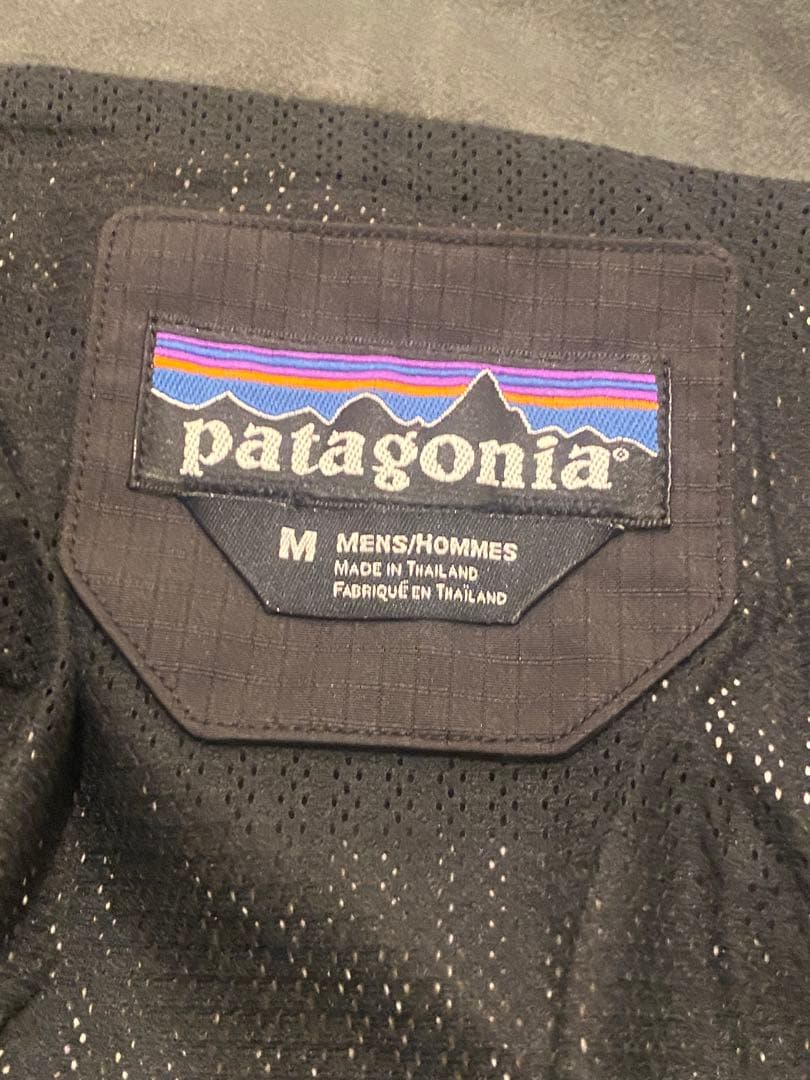 patagonia®
M MENS/HOMMES
MADE IN THAILAND
FABRIQUÉ EN THAÏLAND